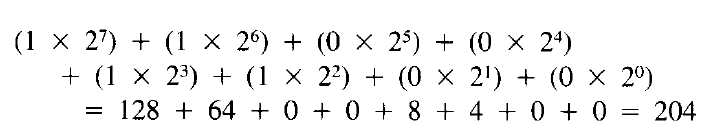 (1 × 2⁷) + (1 × 2⁶) + (0 × 2⁵) + (0 × 2⁴)
+ (1 × 2³) + (1 × 2²) + (0 × 2¹) + (0 × 2⁰)
= 128 + 64 + 0 + 0 + 8 + 4 + 0 + 0 = 204